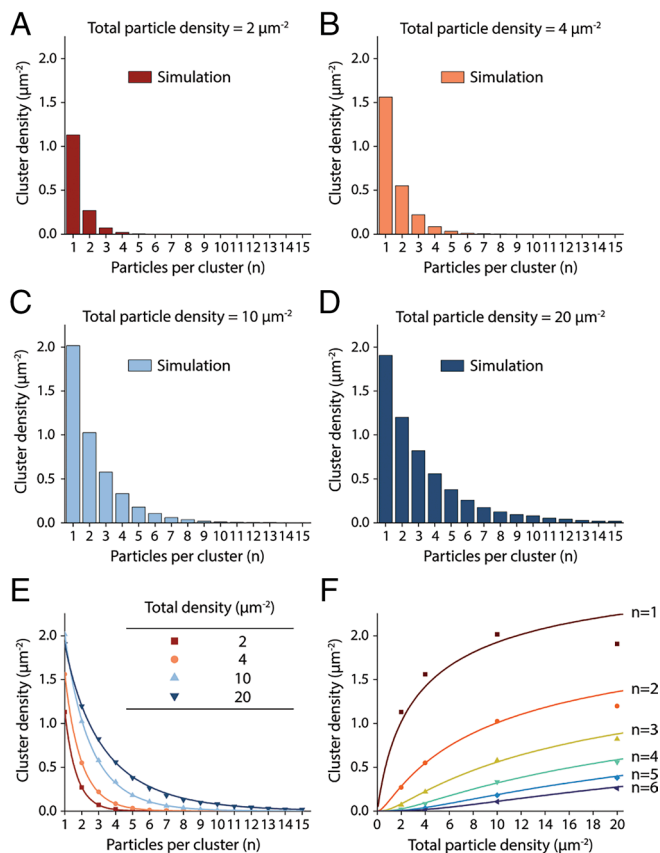 A
Total particle density = 2 μm-2
Cluster density (μm-2)
2.0
1.5
1.0
0.5
0.0
Simulation
1 2 3 4 5 6 7 8 9 10 11 12 13 14 15
Particles per cluster (n)
B
Total particle density = 4 μm-2
Cluster density (μm-2)
2.0
1.5
1.0
0.5
0.0
Simulation
1 2 3 4 5 6 7 8 9 10 11 12 13 14 15
Particles per cluster (n)
C
Total particle density = 10 μm-2
Cluster density (μm-2)
2.0
1.5
1.0
0.5
0.0
Simulation
1 2 3 4 5 6 7 8 9 10 11 12 13 14 15
Particles per cluster (n)
D
Total particle density = 20 μm-2
Cluster density (μm-2)
2.0
1.5
1.0
0.5
0.0
Simulation
1 2 3 4 5 6 7 8 9 10 11 12 13 14 15
Particles per cluster (n)
E
Total density (μm-2)
2
4
10
20
Cluster density (μm-2)
2.0
1.5
1.0
0.5
0.0
1 2 3 4 5 6 7 8 9 10 11 12 13 14 15
Particles per cluster (n)
F
Cluster density (μm-2)
2.0
1.5
1.0
0.5
0.0
n=1
n=2
n=3
n=4
n=5
n=6
0 2 4 6 8 10 12 14 16 18 20
Total particle density (μm-2)